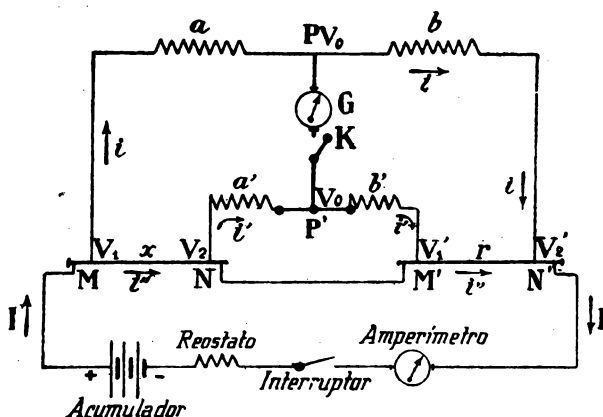 a
PV₀
b
i
G
K
i
a'
V₀
b'
i
i'
P'
i'
V₁
x
V₂
V₁'
r
V₂'
M
i"
N
M'
i"
N'
I
I
Reostato
Amperímetro
+
-
Interruptor
Acumulador